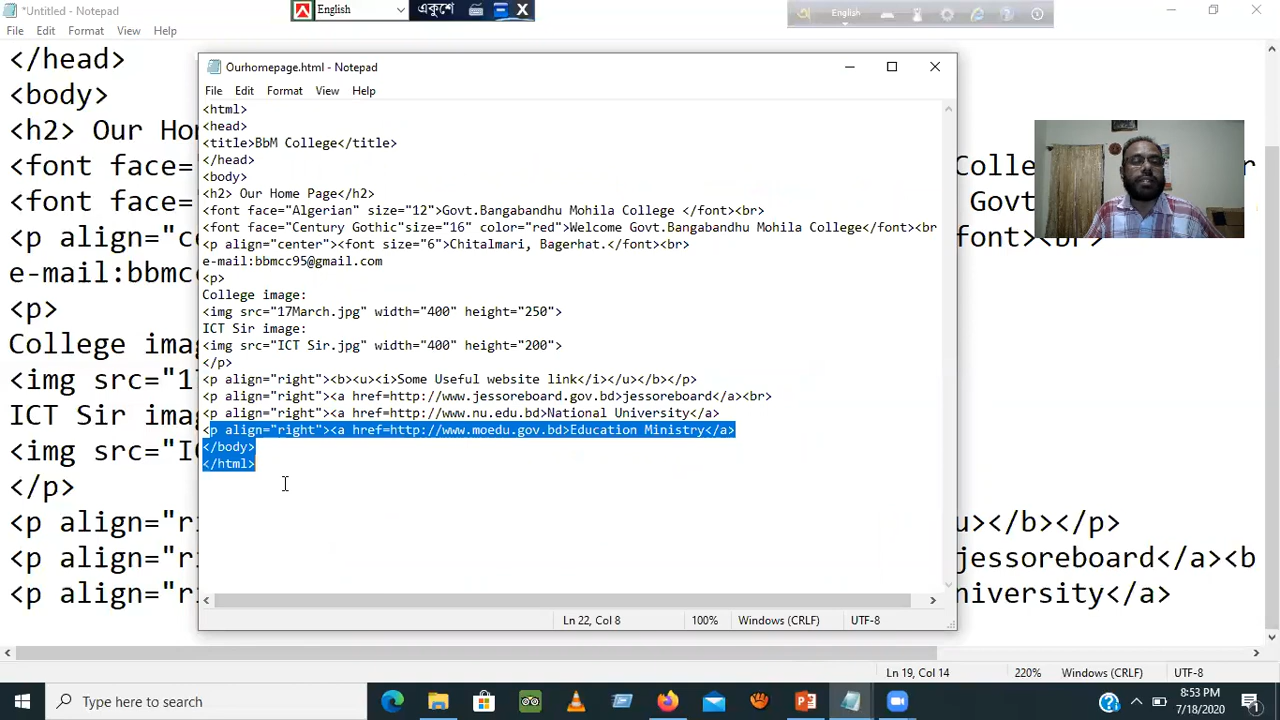 *Untitled - Notepad
English
একুশে
English
File Edit Format View Help
</head>
<body>
<h2> Our Ho
<font face=
<font face=
<p align="c
e-mail:bbmc
<p>
College ima
<img src="1
ICT Sir ima
<img src="I
</p>
<p align="r
<p align="r
<p align="r
Colle
Govt
font><br>
u></b></p>
jessoreboard</a><b
niversity</a>
Ourhomepage.html - Notepad
File Edit Format View Help
<html>
<head>
<title>BbM College</title>
</head>
<body>
<h2> Our Home Page</h2>
<font face="Algerian" size="12">Govt.Bangabandhu Mohila College </font><br>
<font face="Century Gothic"size="16" color="red">Welcome Govt.Bangabandhu Mohila College</font><br
<p align="center"><font size="6">Chitalmari, Bagerhat.</font><br>
e-mail:bbmcc95@gmail.com
<p>
College image:
<img src="17March.jpg" width="400" height="250">
ICT Sir image:
<img src="ICT Sir.jpg" width="400" height="200">
</p>
<p align="right"><b><u><i>Some Useful website link</i></u></b></p>
<p align="right"><a href=http://www.jessoreboard.gov.bd>jessoreboard</a><br>
<p align="right"><a href=http://www.nu.edu.bd>National University</a>
<p align="right"><a href=http://www.moedu.gov.bd>Education Ministry</a>
</body>
</html>
Ln 22, Col 8 100% Windows (CRLF) UTF-8
Ln 19, Col 14 220% Windows (CRLF) UTF-8
Type here to search
8:53 PM
7/18/2020